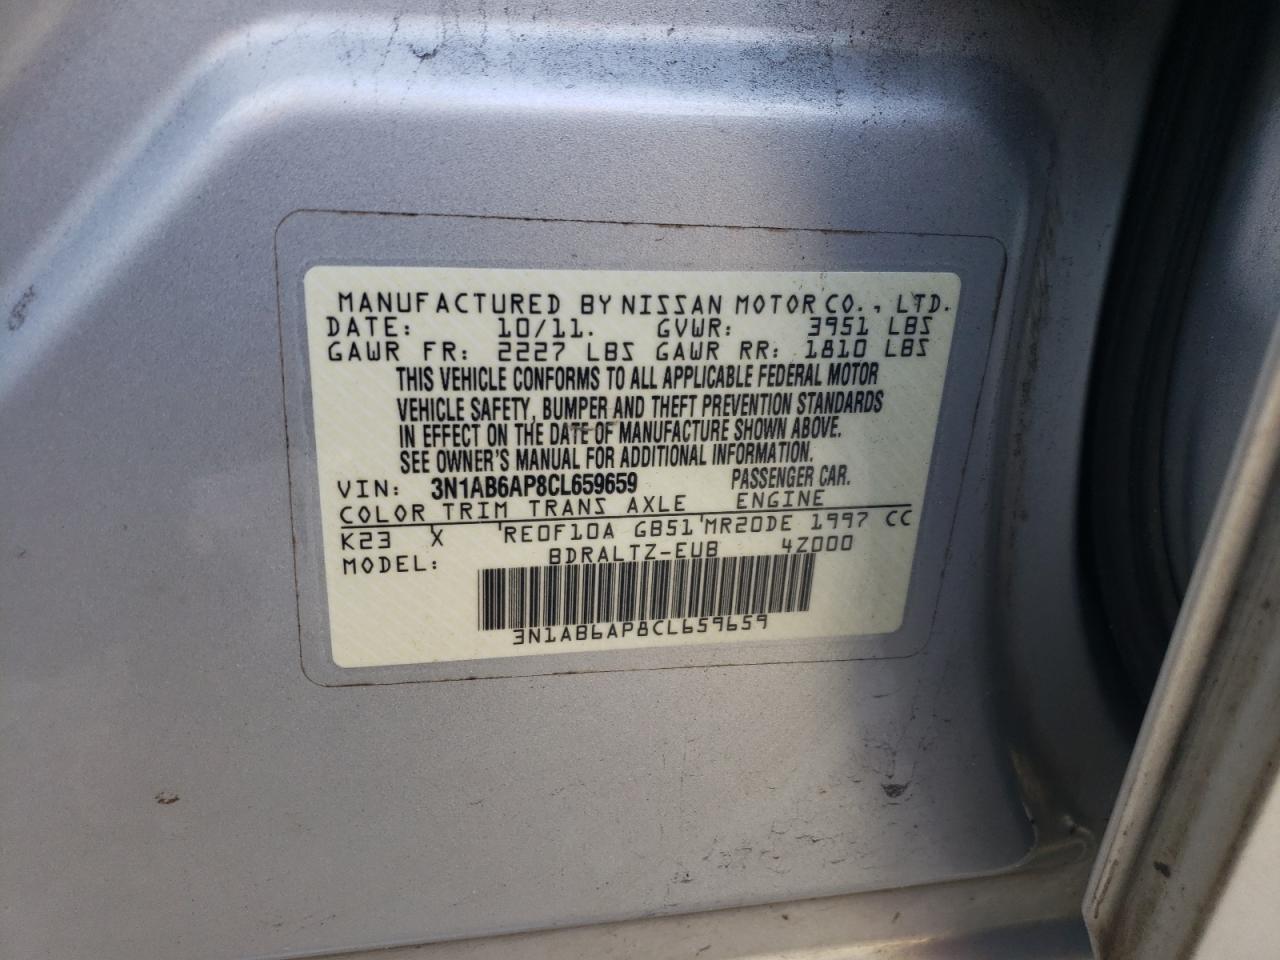 MANUFACTURED BY NISSAN MOTOR CO., LTD.
DATE: 10/11. GVWR: 3951 LBS
GAWR FR: 2227 LBS GAWR RR: 1810 LBS
THIS VEHICLE CONFORMS TO ALL APPLICABLE FEDERAL MOTOR
VEHICLE SAFETY, BUMPER AND THEFT PREVENTION STANDARDS
IN EFFECT ON THE DATE OF MANUFACTURE SHOWN ABOVE.
SEE OWNER'S MANUAL FOR ADDITIONAL INFORMATION.
VIN: 3N1AB6AP8CL659659 PASSENGER CAR.
COLOR TRIM TRANS AXLE ENGINE
K23 X 'RE0F10A GB51'MR20DE 1997 CC
MODEL: BDRALTZ-EUB 4Z000
3N1AB6AP8CL659659